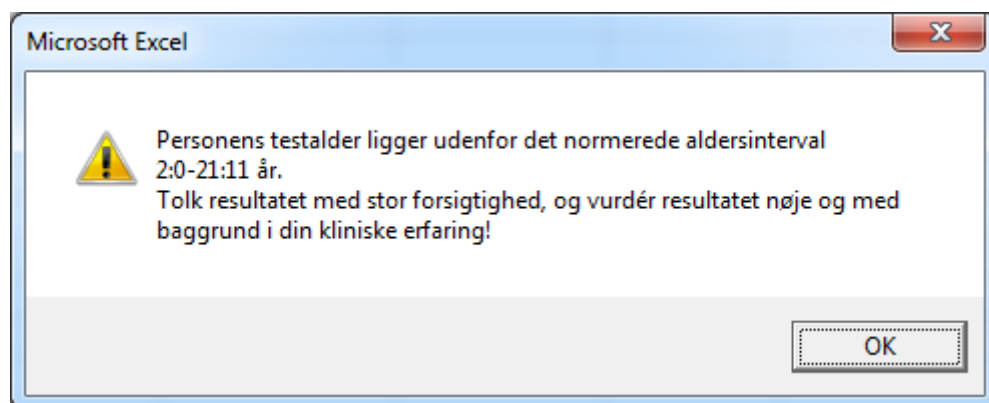 Microsoft Excel
Personens testalder ligger udenfor det normerede aldersinterval
2:0-21:11 år.
Tolk resultatet med stor forsigtighed, og vurdér resultatet nøje og med
baggrund i din kliniske erfaring!
OK